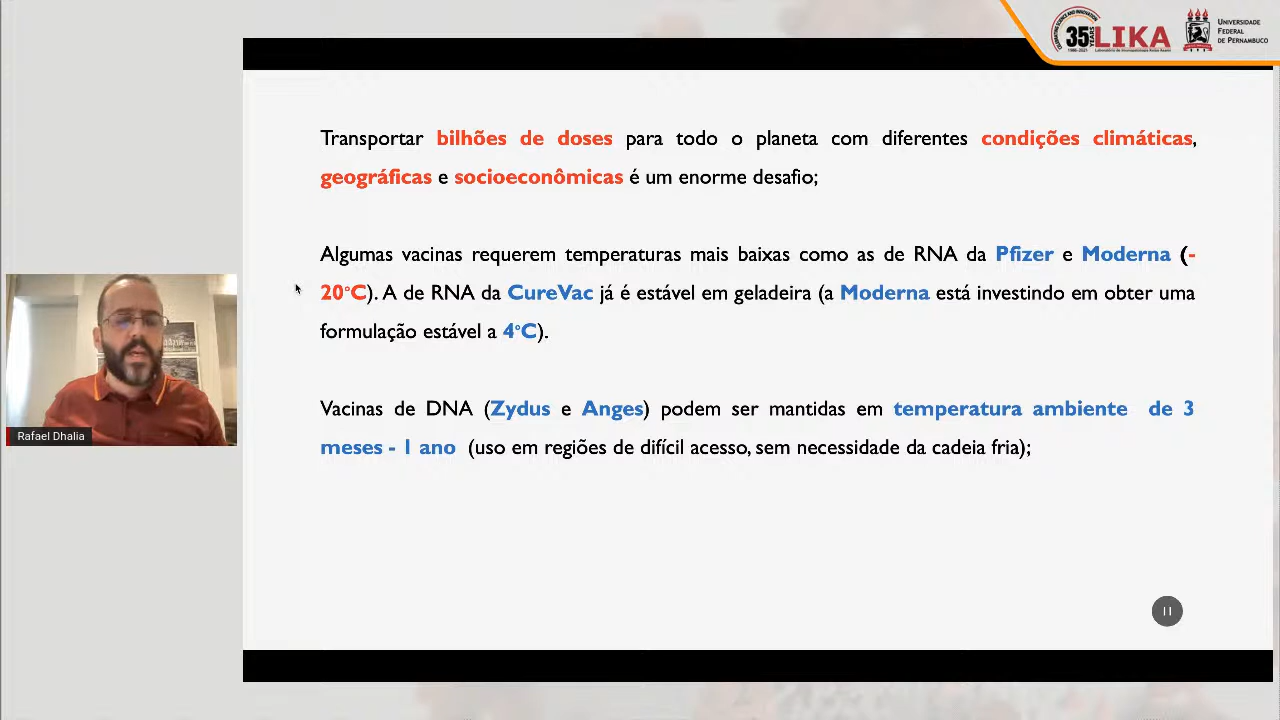 35 LIKA
UNIVERSIDADE
FEDERAL
DE PERNAMBUCO
Transportar bilhões de doses para todo o planeta com diferentes condições climáticas,
geográficas e socioeconômicas é um enorme desafio;
Algumas vacinas requerem temperaturas mais baixas como as de RNA da Pfizer e Moderna (-
20°C). A de RNA da CureVac já é estável em geladeira (a Moderna está investindo em obter uma
formulação estável a 4°C).
Vacinas de DNA (Zydus e Anges) podem ser mantidas em temperatura ambiente de 3
meses - 1 ano (uso em regiões de difícil acesso, sem necessidade da cadeia fria);
Rafael Dhalia